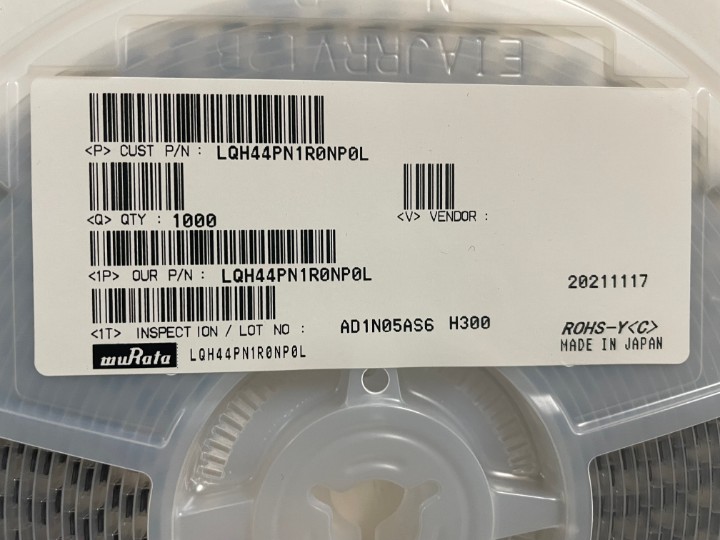 <P> CUST P/N : LQH44PN1R0NP0L
<Q> QTY : 1000
<V> VENDOR :
<1P> OUR P/N : LQH44PN1R0NP0L
20211117
<1T> INSPECTION / LOT NO : AD1N05AS6 H300
ROHS-Y<C>
muRata LQH44PN1R0NP0L
MADE IN JAPAN